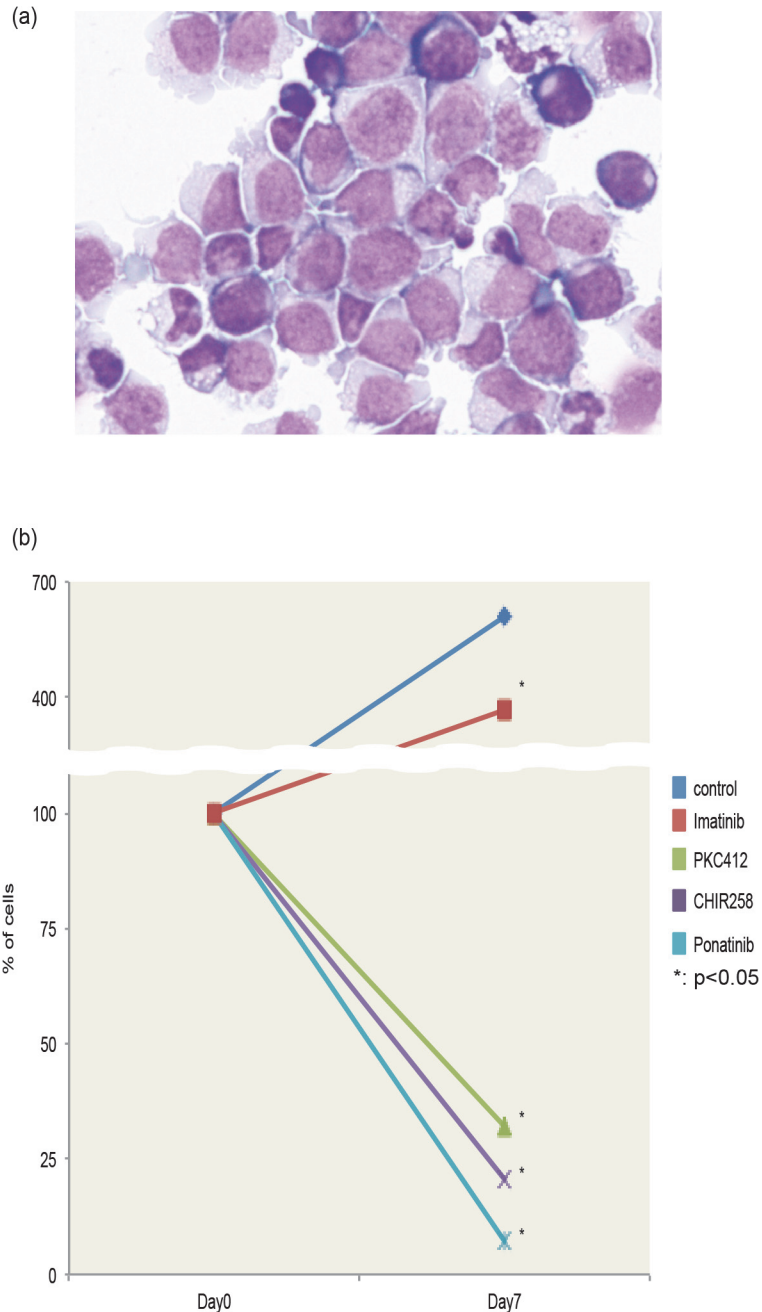 (a)
(b)
700
400
100
75
50
25
0
% of cells
Day0
Day7
*
*
*
*
control
Imatinib
PKC412
CHIR258
Ponatinib
*: p<0.05